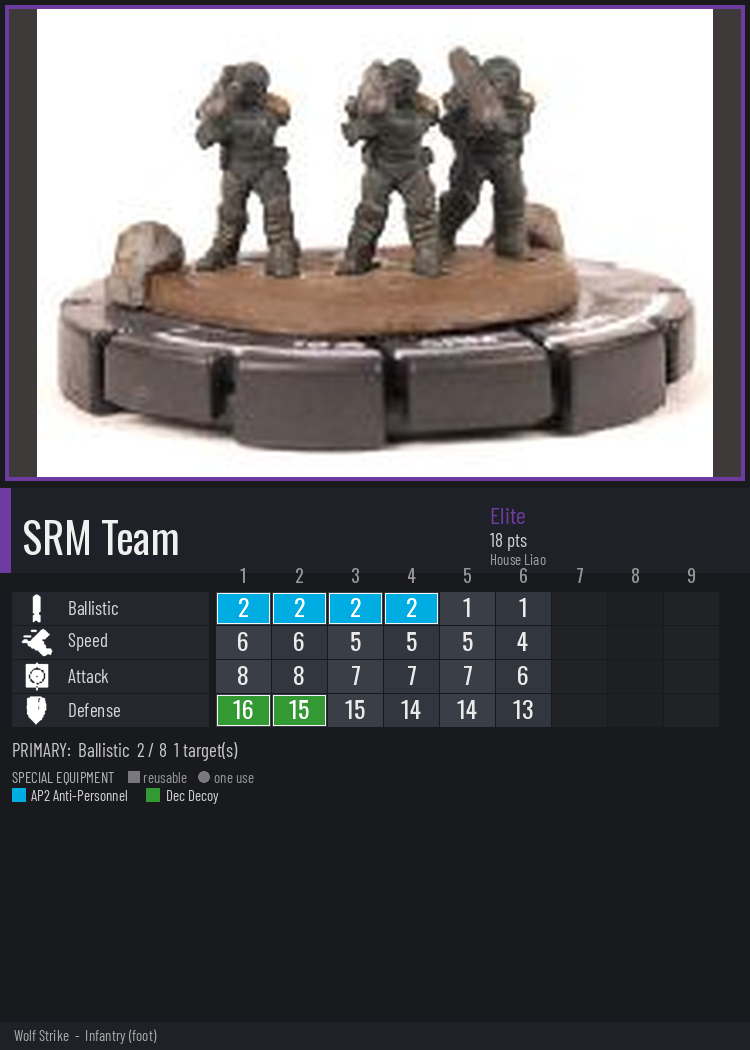 SRM Team
Elite
18 pts
House Liao
1 2 3 4 5 6 7 8 9
Ballistic 2 2 2 2 1 1
Speed 6 6 5 5 5 4
Attack 8 8 7 7 7 6
Defense 16 15 15 14 14 13
PRIMARY: Ballistic 2 / 8 1 target(s)
SPECIAL EQUIPMENT reusable one use
AP2 Anti-Personnel Dec Decoy
Wolf Strike - Infantry (foot)